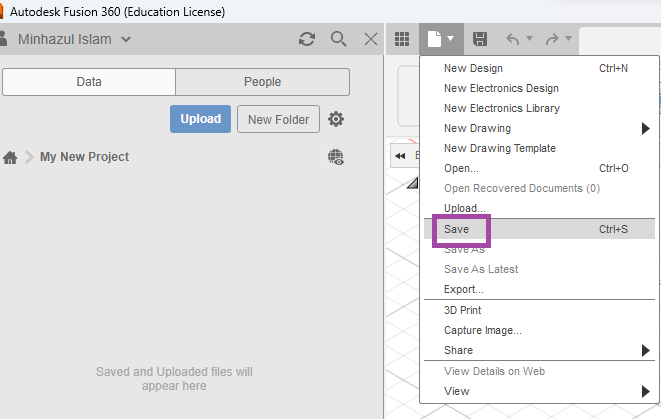 Autodesk Fusion 360 (Education License)
Minhazul Islam
Data People
Upload New Folder
My New Project
Saved and Uploaded files will
appear here
New Design Ctrl+N
New Electronics Design
New Electronics Library
New Drawing
New Drawing Template
Open... Ctrl+O
Open Recovered Documents (0)
Upload...
Save Ctrl+S
Save As
Save As Latest
Export...
3D Print
Capture Image...
Share
View Details on Web
View